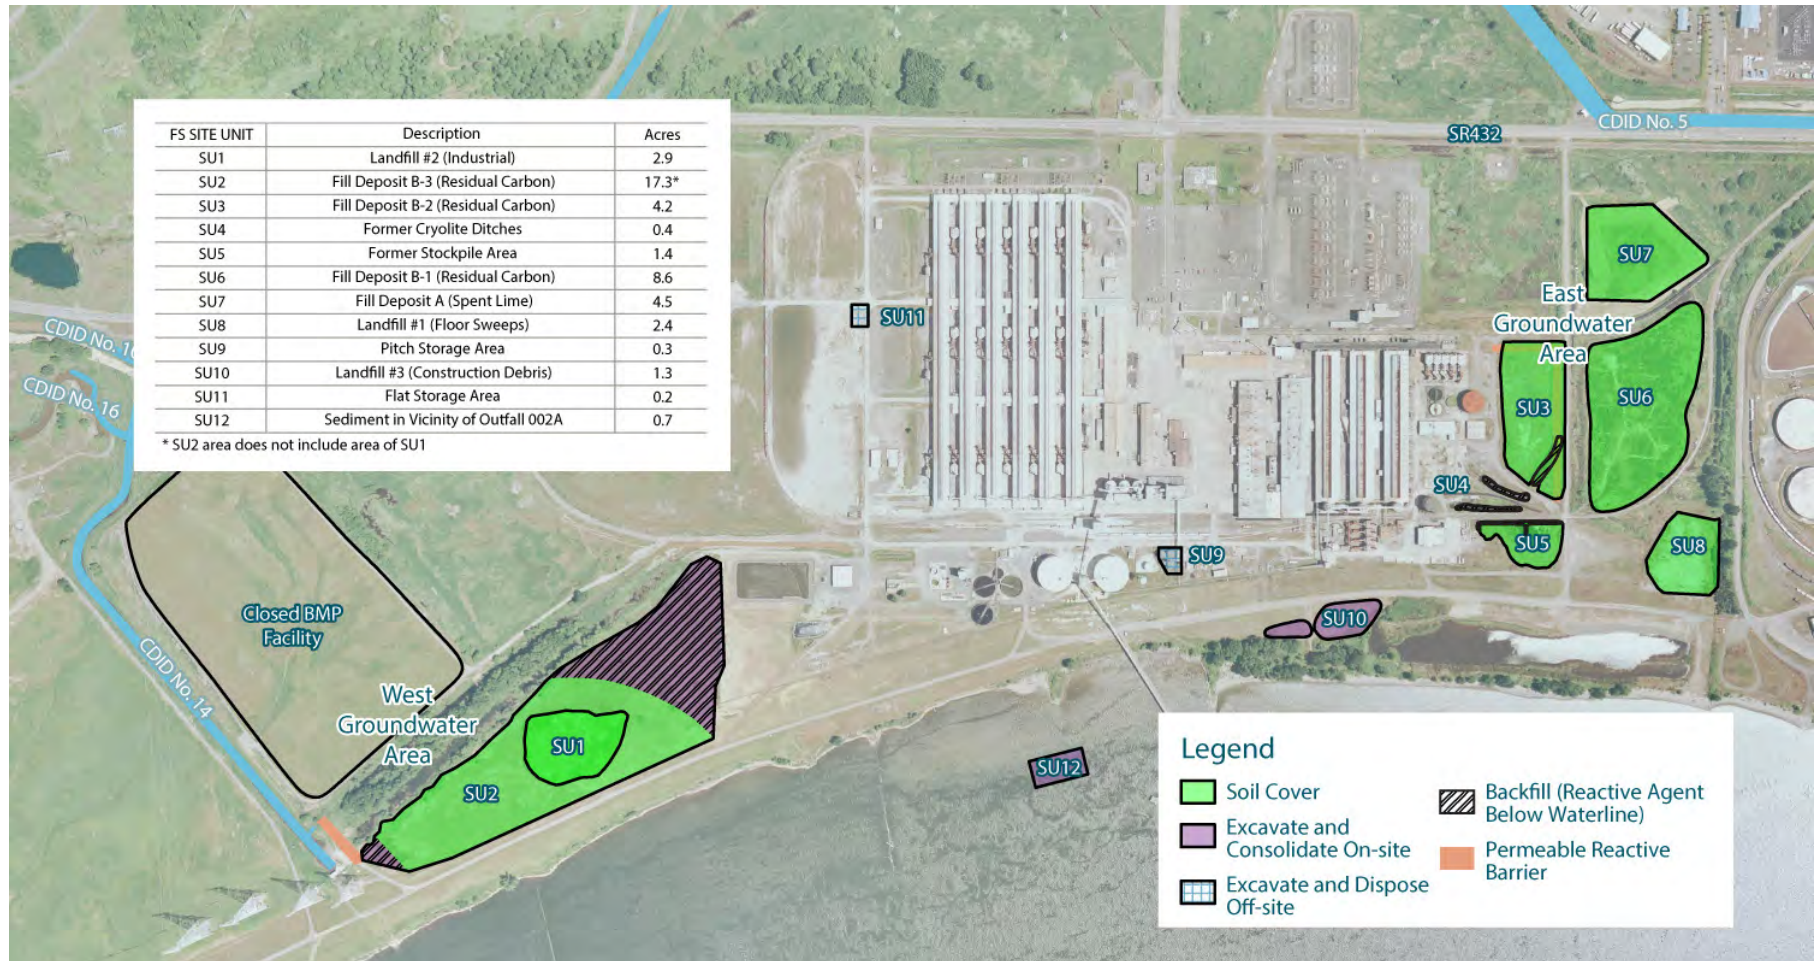 CDID No. 5
SR432
FS SITE UNIT Description Acres
SU1 Landfill #2 (Industrial) 2.9
SU2 Fill Deposit B-3 (Residual Carbon) 17.3*
SU3 Fill Deposit B-2 (Residual Carbon) 4.2
SU4 Former Cryolite Ditches 0.4
SU5 Former Stockpile Area 1.4
SU6 Fill Deposit B-1 (Residual Carbon) 8.6
SU7 Fill Deposit A (Spent Lime) 4.5
SU8 Landfill #1 (Floor Sweeps) 2.4
SU9 Pitch Storage Area 0.3
SU10 Landfill #3 (Construction Debris) 1.3
SU11 Flat Storage Area 0.2
SU12 Sediment in Vicinity of Outfall 002A 0.7
* SU2 area does not include area of SU1
SU7
East
Groundwater
Area
SU11
CDID No. 10
CDID No. 16
SU3
SU6
SU4
SU5
SU8
SU9
Closed BMP
Facility
SU10
CDID No. 14
West
Groundwater
Area
SU1
SU2
SU12
Legend
Soil Cover
Excavate and
Consolidate On-site
Excavate and Dispose
Off-site
Backfill (Reactive Agent
Below Waterline)
Permeable Reactive
Barrier